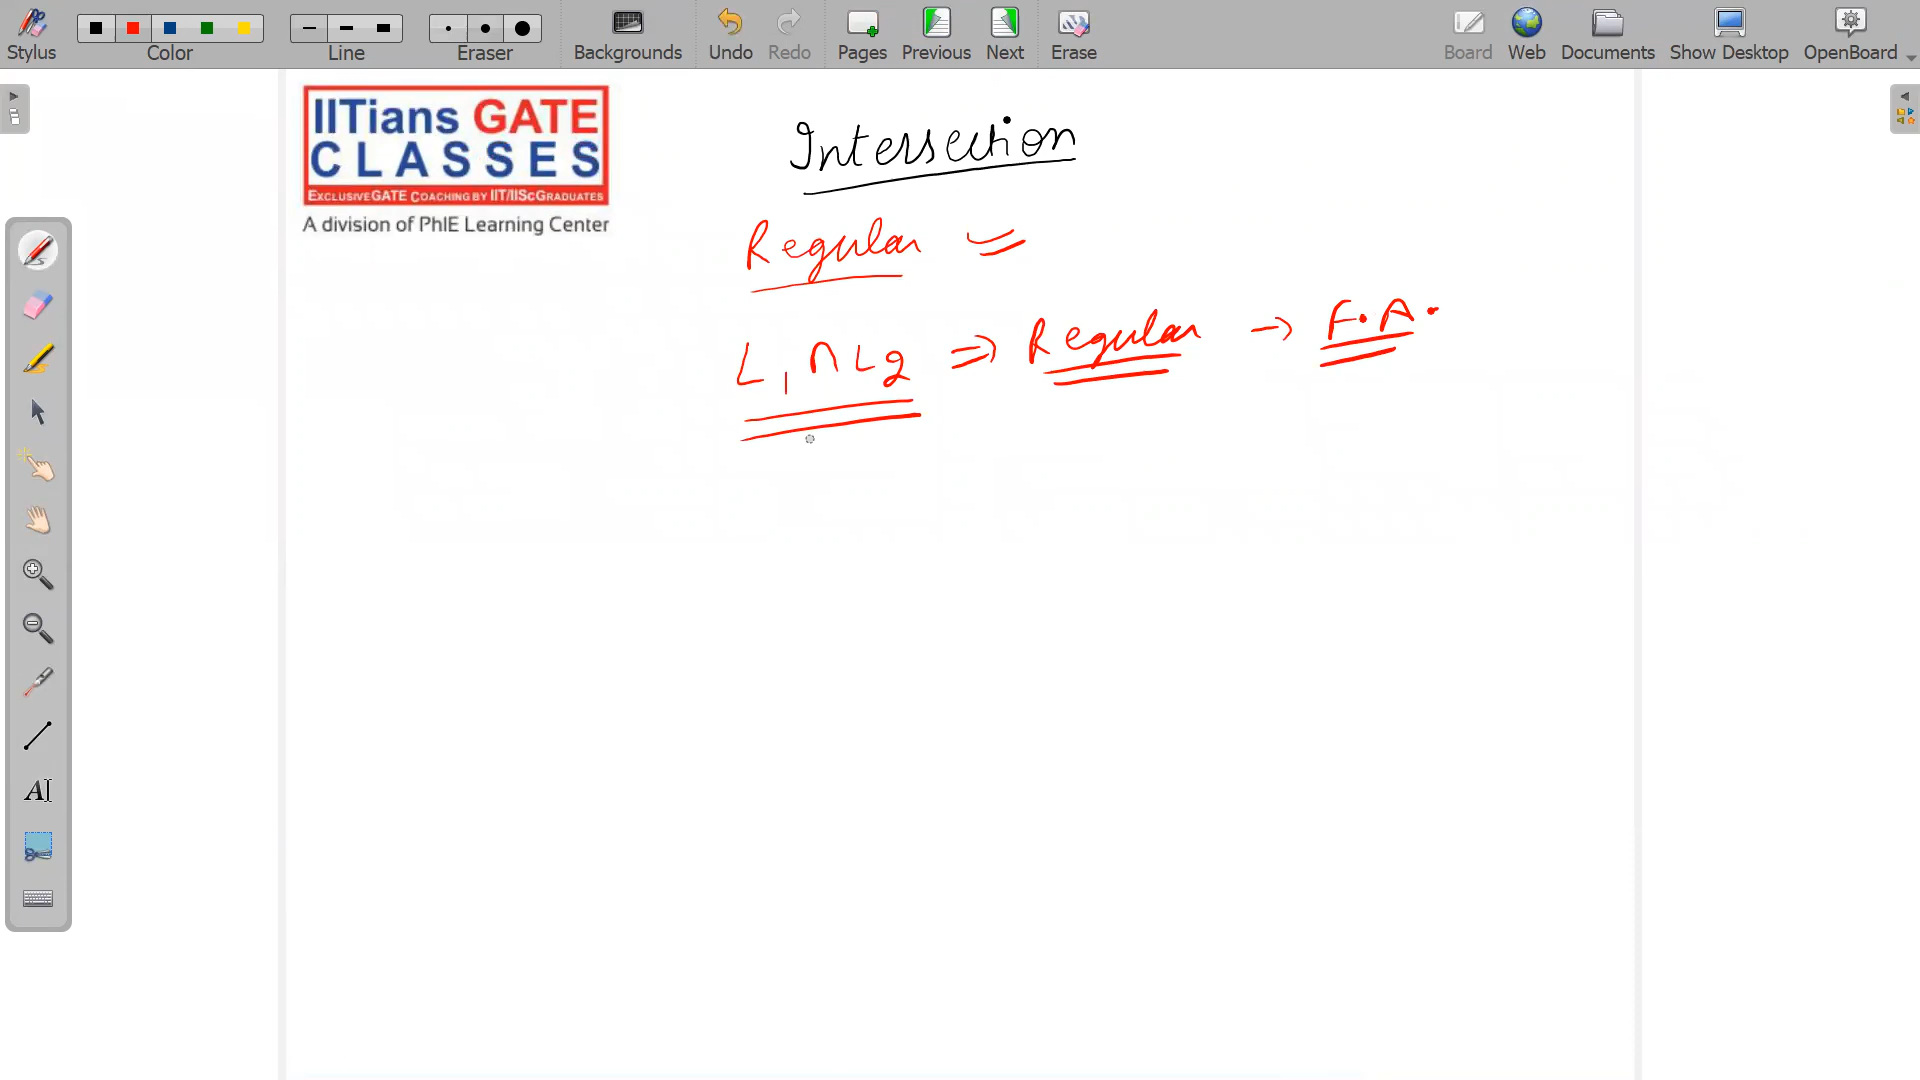 Stylus Color Line Eraser Backgrounds Undo Redo Pages Previous Next Erase Board Web Documents Show Desktop OpenBoard
IITians GATE
CLASSES
EXCLUSIVE GATE COACHING BY IIT/IISc GRADUATES
A division of PhIE Learning Center
Intersection
Regular
L1 ∩ L2 ⇒ Regular → F.A.
AI